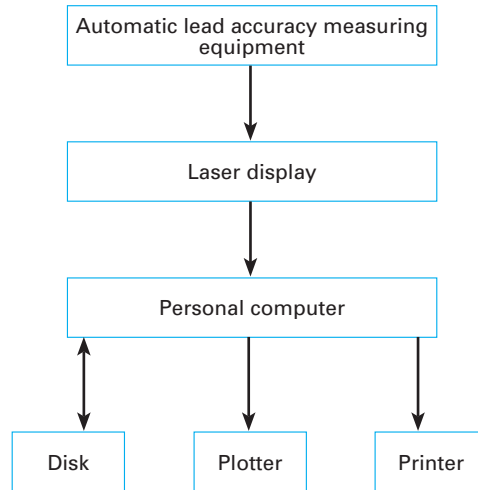 Automatic lead accuracy measuring
equipment
Laser display
Personal computer
Disk
Plotter
Printer